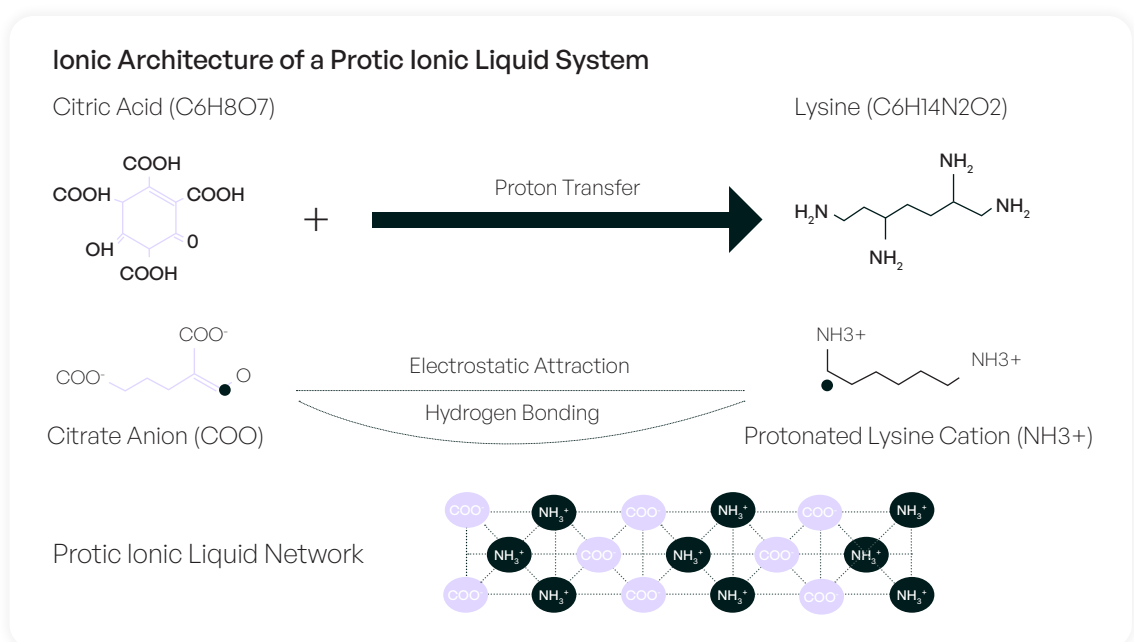 Ionic Architecture of a Protic Ionic Liquid System
Citric Acid (C6H8O7)
Lysine (C6H14N2O2)
COOH
COOH
COOH
OH
O
COOH
+
Proton Transfer
NH₂
H₂N
NH₂
NH₂
COO⁻
COO⁻
O
Electrostatic Attraction
Hydrogen Bonding
NH3+
NH3+
Citrate Anion (COO)
Protonated Lysine Cation (NH3+)
Protic Ionic Liquid Network
COO⁻ NH₃⁺ COO⁻ NH₃⁺ COO⁻ NH₃⁺
NH₃⁺ COO⁻ NH₃⁺ COO⁻ NH₃⁺
COO⁻ NH₃⁺ COO⁻ NH₃⁺ COO⁻ NH₃⁺